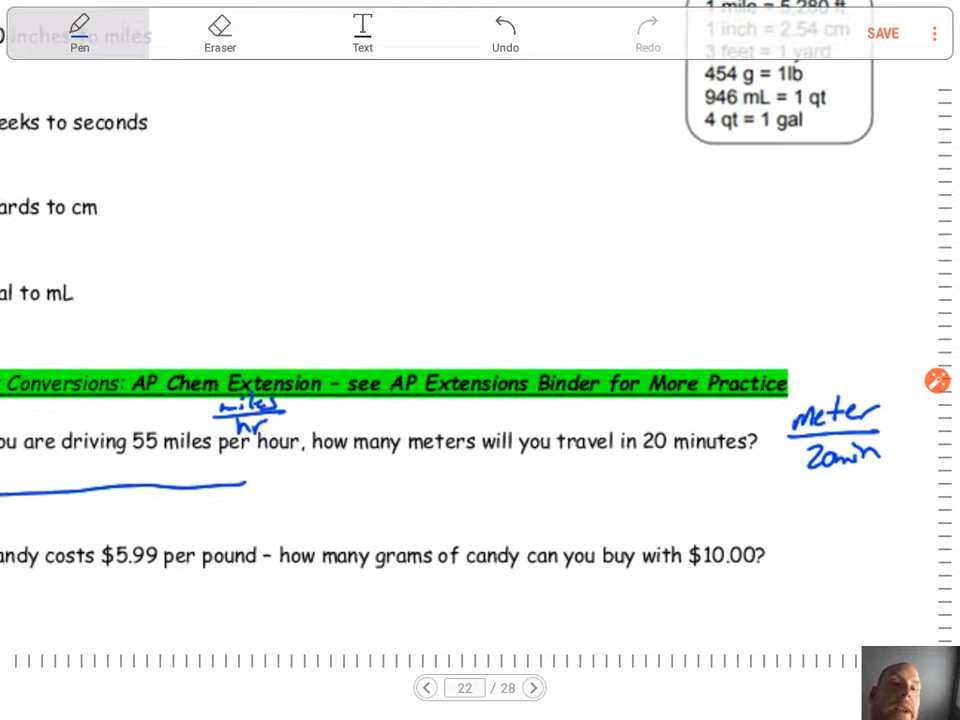 1 mile = 5,280 ft
Pen
Eraser
Text
Undo
Redo
SAVE
inches to miles
1 inch = 2.54 cm
3 feet = 1 yard
454 g = 1lb
946 mL = 1 qt
4 qt = 1 gal
eeks to seconds
ards to cm
al to mL
Conversions: AP Chem Extension – see AP Extensions Binder for More Practice
miles
hr
meter
20min
ou are driving 55 miles per hour, how many meters will you travel in 20 minutes?
andy costs $5.99 per pound – how many grams of candy can you buy with $10.00?
22 / 28